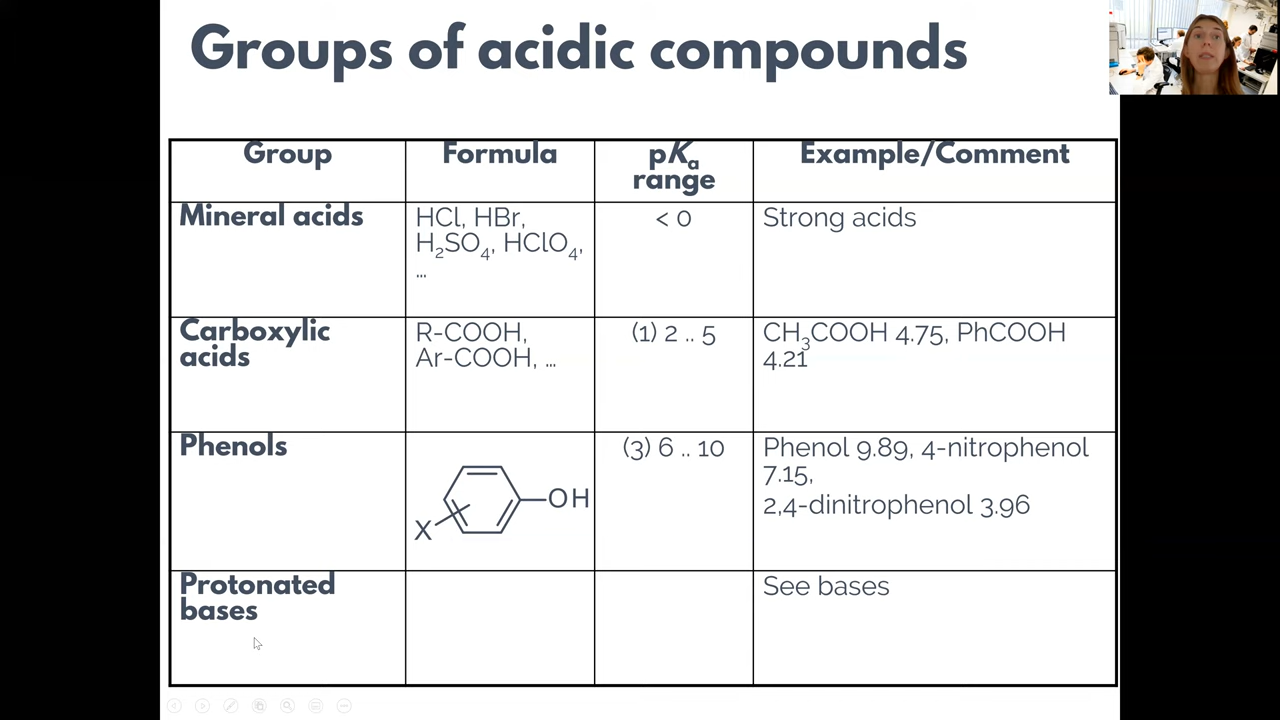 Groups of acidic compounds
Group
Formula
pKₐ
range
Example/Comment
Mineral acids
HCl, HBr,
H₂SO₄, HClO₄,
...
< 0
Strong acids
Carboxylic
acids
R-COOH,
Ar-COOH, ...
(1) 2 .. 5
CH₃COOH 4.75, PhCOOH
4.21
Phenols
X
OH
(3) 6 .. 10
Phenol 9.89, 4-nitrophenol
7.15,
2,4-dinitrophenol 3.96
Protonated
bases
See bases